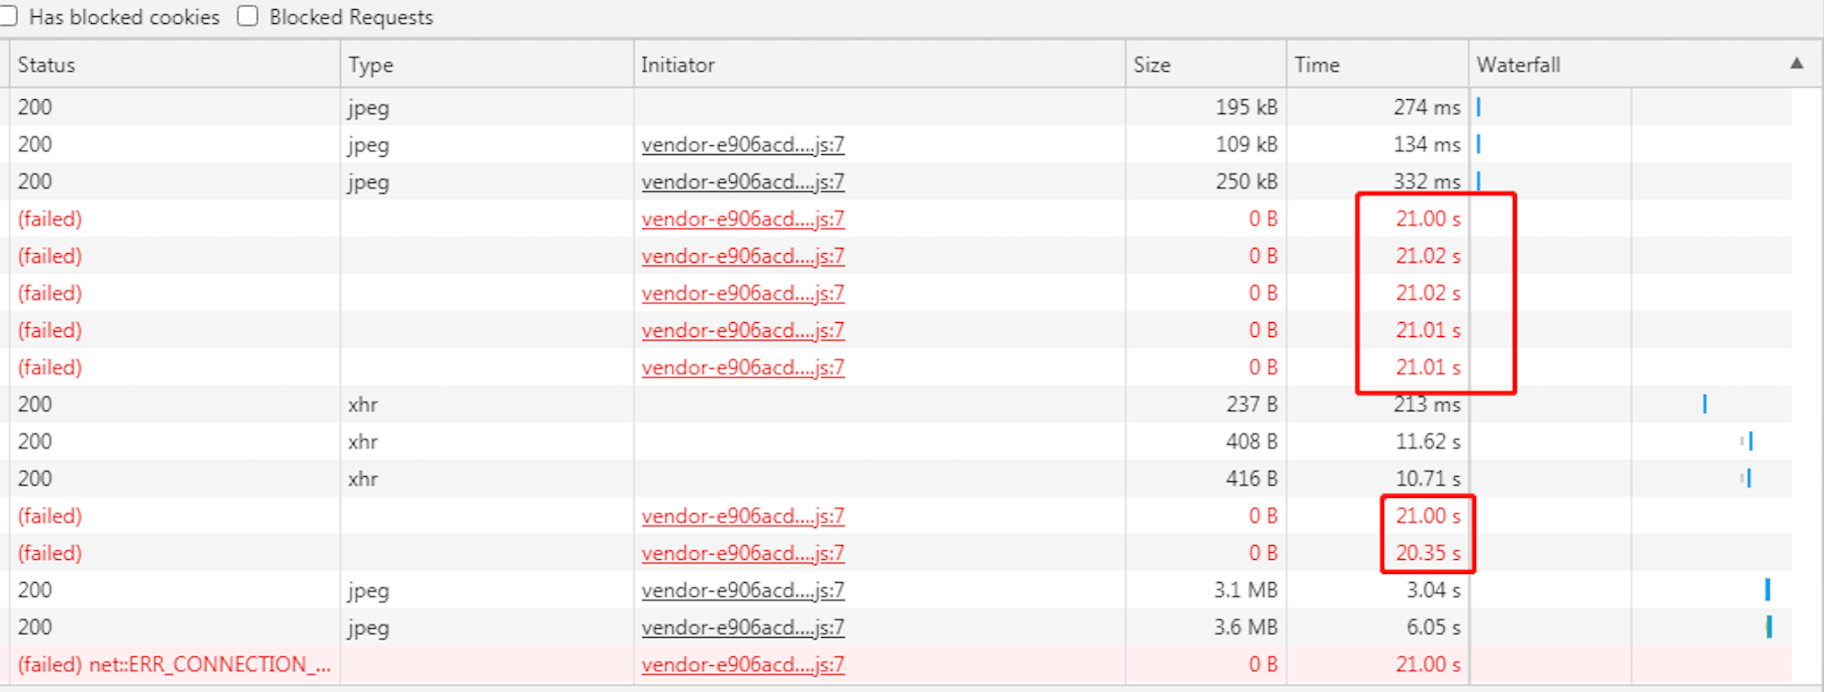 Has blocked cookies Blocked Requests
Status Type Initiator Size Time Waterfall ▲
200 jpeg 195 kB 274 ms
200 jpeg vendor-e906acd....js:7 109 kB 134 ms
200 jpeg vendor-e906acd....js:7 250 kB 332 ms
(failed) vendor-e906acd....js:7 0 B 21.00 s
(failed) vendor-e906acd....js:7 0 B 21.02 s
(failed) vendor-e906acd....js:7 0 B 21.02 s
(failed) vendor-e906acd....js:7 0 B 21.01 s
(failed) vendor-e906acd....js:7 0 B 21.01 s
200 xhr 237 B 213 ms
200 xhr 408 B 11.62 s
200 xhr 416 B 10.71 s
(failed) vendor-e906acd....js:7 0 B 21.00 s
(failed) vendor-e906acd....js:7 0 B 20.35 s
200 jpeg vendor-e906acd....js:7 3.1 MB 3.04 s
200 jpeg vendor-e906acd....js:7 3.6 MB 6.05 s
(failed) net::ERR_CONNECTION_... vendor-e906acd....js:7 0 B 21.00 s